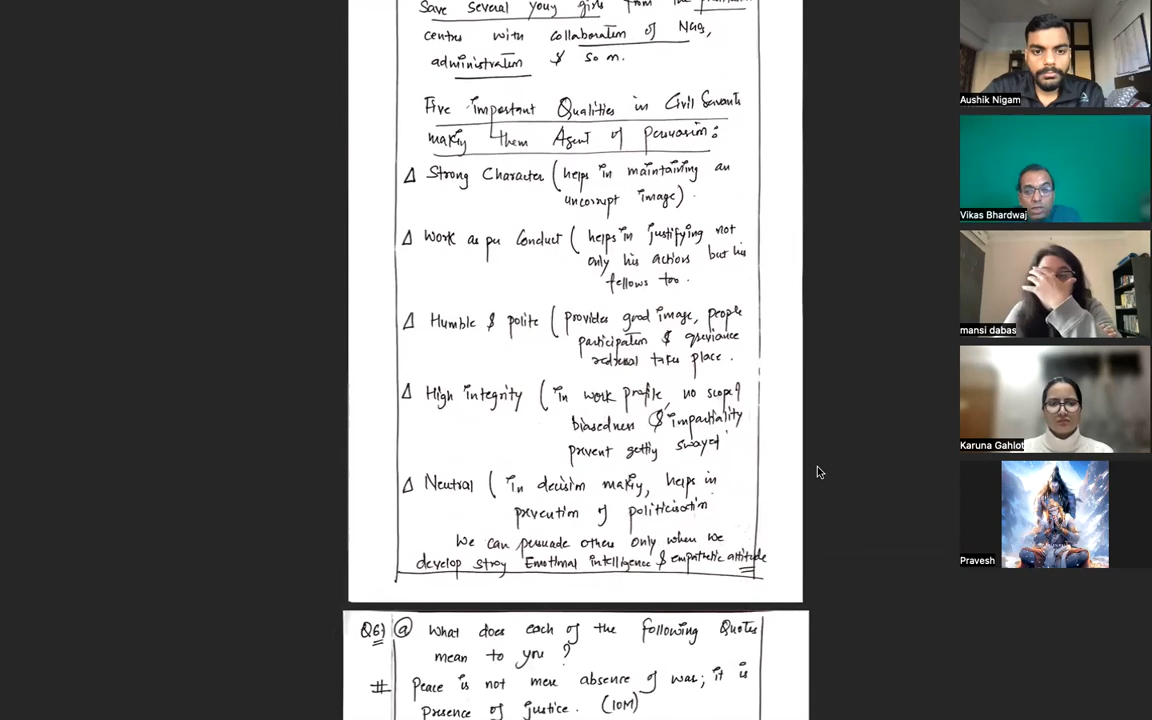 Save several young girls from the
centres with collaboration of NGOs,
administration & so on.
Five important Qualities in Civil Servants
making them Agent of persuasion:
Δ Strong Character (helps in maintaining an
uncorrupt image).
Δ Work as per Conduct (helps in justifying not
only his actions but his
fellows too.
Δ Humble & polite (provides good image, people
participation & grievance
redressal takes place.
Δ High integrity (in work profile, no scope of
biasedness & impartiality
prevent getting swayed
Δ Neutral (in decision making, helps in
prevention of politicisation
We can persuade others only when we
develop strong Emotional intelligence & empathetic attitude
Q6) a What does each of the following Quotes
mean to you ?
# Peace is not mere absence of war; it is
presence of justice. (10M)
Aushik Nigam
Vikas Bhardwaj
mansi dabas
Karuna Gahlot
Pravesh